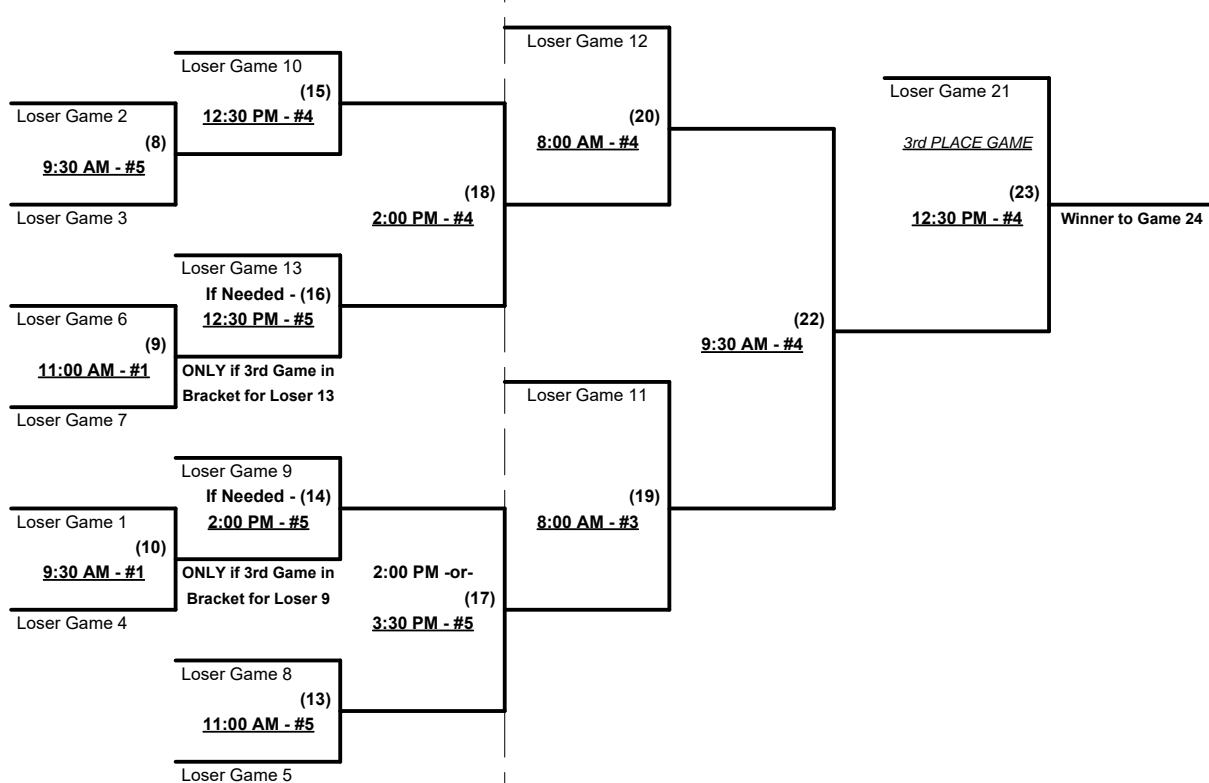 Loser Game 12
Loser Game 10
(15)
12:30 PM - #4
Loser Game 2
(8)
9:30 AM - #5
Loser Game 3
(20)
8:00 AM - #4
Loser Game 21
3rd PLACE GAME
(23)
12:30 PM - #4
Winner to Game 24
(18)
2:00 PM - #4
Loser Game 13
If Needed - (16)
12:30 PM - #5
Loser Game 6
(9)
11:00 AM - #1
Loser Game 7
ONLY if 3rd Game in
Bracket for Loser 13
(22)
9:30 AM - #4
Loser Game 11
Loser Game 9
If Needed - (14)
2:00 PM - #5
Loser Game 1
(10)
9:30 AM - #1
Loser Game 4
ONLY if 3rd Game in
Bracket for Loser 9
(19)
8:00 AM - #3
2:00 PM -or-
(17)
3:30 PM - #5
Loser Game 8
(13)
11:00 AM - #5
Loser Game 5